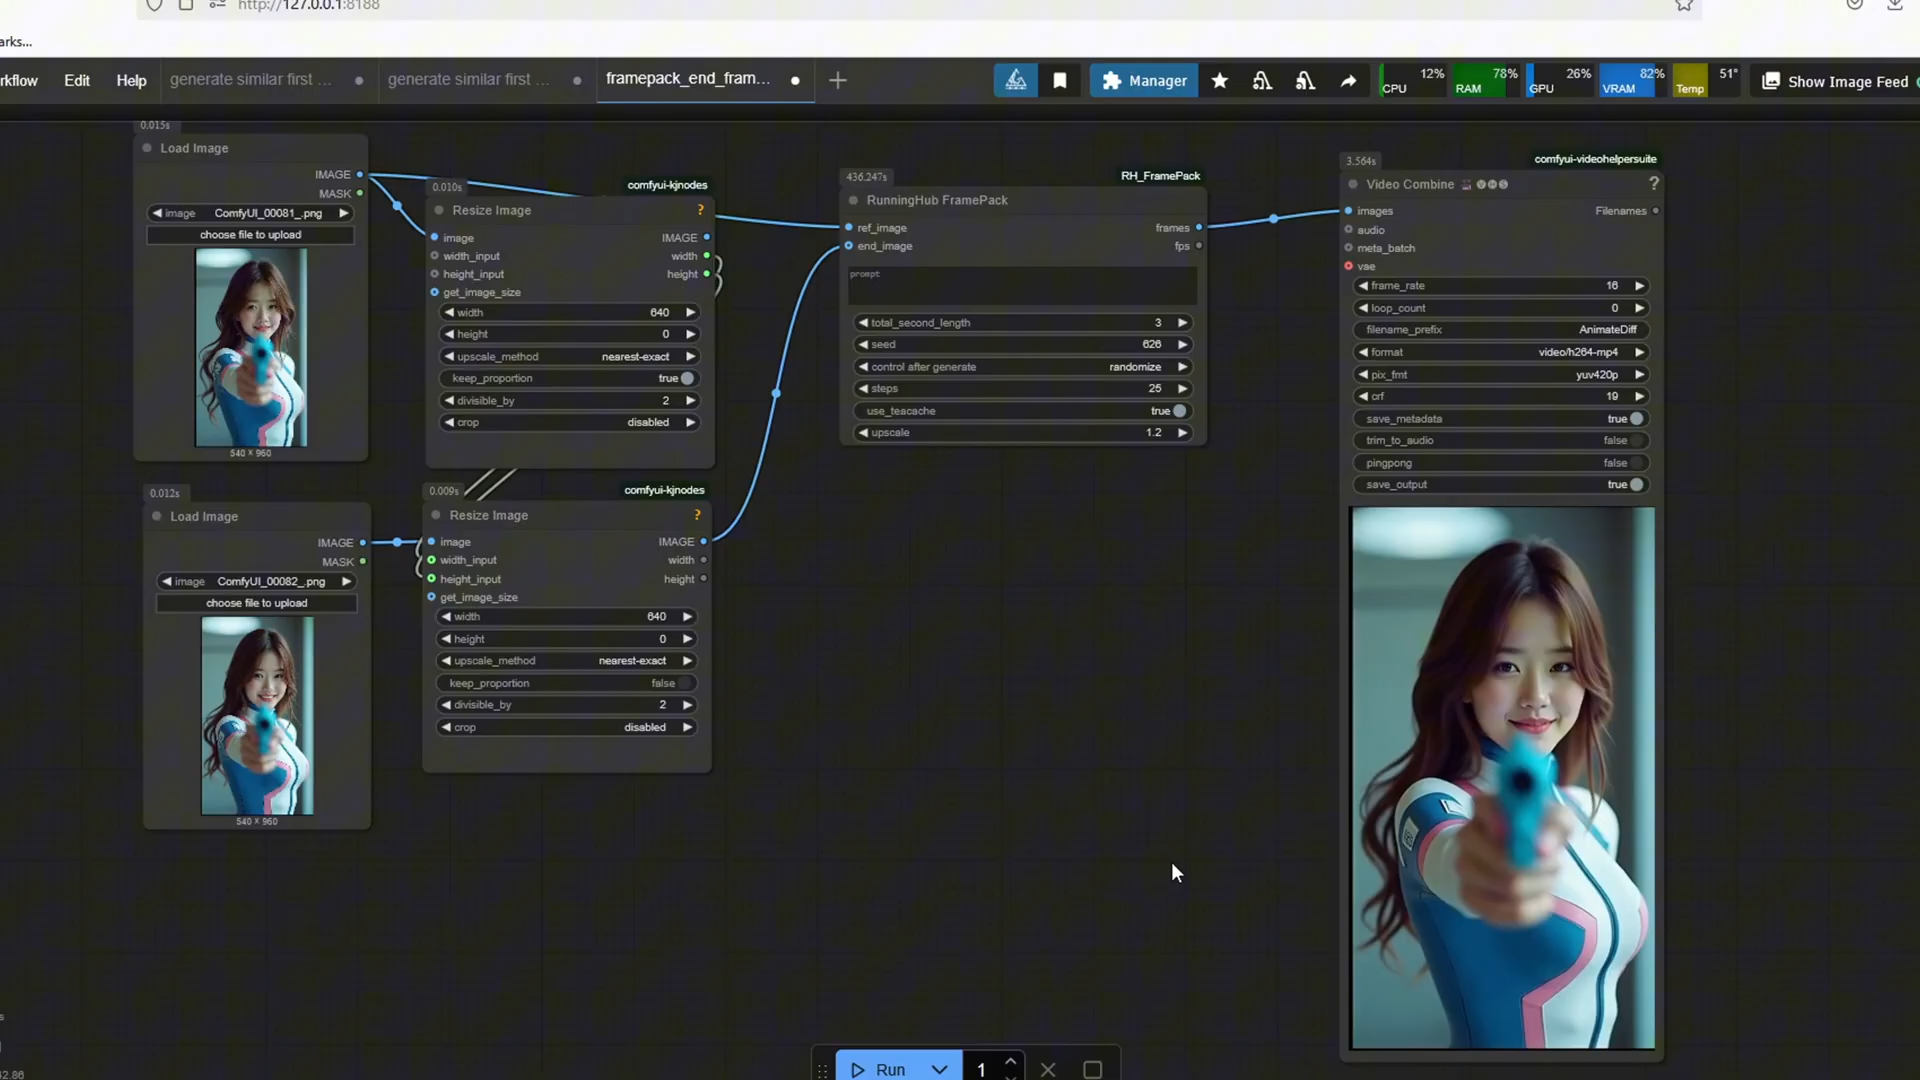 http://127.0.0.1:8188
arks...
rkflow Edit Help generate similar first ... generate similar first ... framepack_end_fram... Manager CPU 12% RAM 78% GPU 26% VRAM 82% Temp 51° Show Image Feed
0.015s
Load Image
IMAGE
MASK
image ComfyUI_00081_.png
choose file to upload
540 × 960
0.012s
Load Image
IMAGE
MASK
image ComfyUI_00082_.png
choose file to upload
540 × 960
0.010s comfyui-kjnodes
Resize Image ?
image IMAGE
width_input width
height_input height
get_image_size
width 640
height 0
upscale_method nearest-exact
keep_proportion true
divisible_by 2
crop disabled
0.009s comfyui-kjnodes
Resize Image ?
image IMAGE
width_input width
height_input height
get_image_size
width 640
height 0
upscale_method nearest-exact
keep_proportion false
divisible_by 2
crop disabled
436.247s RH_FramePack
RunningHub FramePack
ref_image frames
end_image fps
prompt
total_second_length 3
seed 626
control after generate randomize
steps 25
use_teacache true
upscale 1.2
3.564s comfyui-videohelpersuite
Video Combine VHS ?
images Filenames
audio
meta_batch
vae
frame_rate 16
loop_count 0
filename_prefix AnimateDiff
format video/h264-mp4
pix_fmt yuv420p
crf 19
save_metadata true
trim_to_audio false
pingpong false
save_output true
s
42.86
Run 1